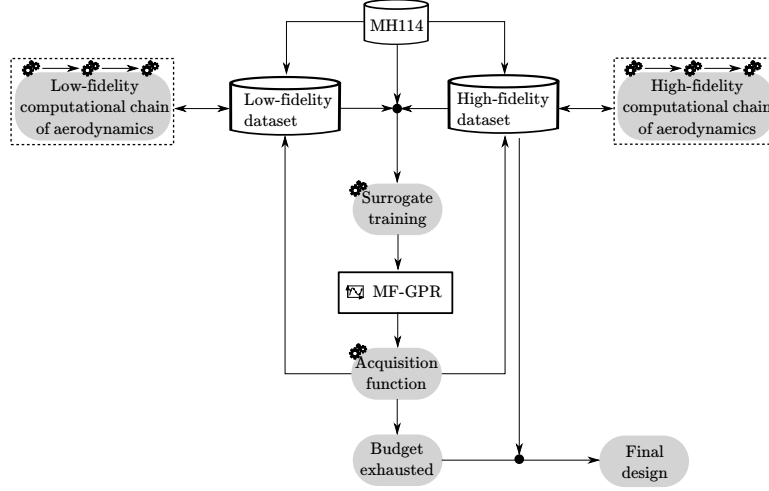 MH114
Low-fidelity
computational chain
of aerodynamics
Low-fidelity
dataset
High-fidelity
dataset
High-fidelity
computational chain
of aerodynamics
Surrogate
training
MF-GPR
Acquisition
function
Budget
exhausted
Final
design